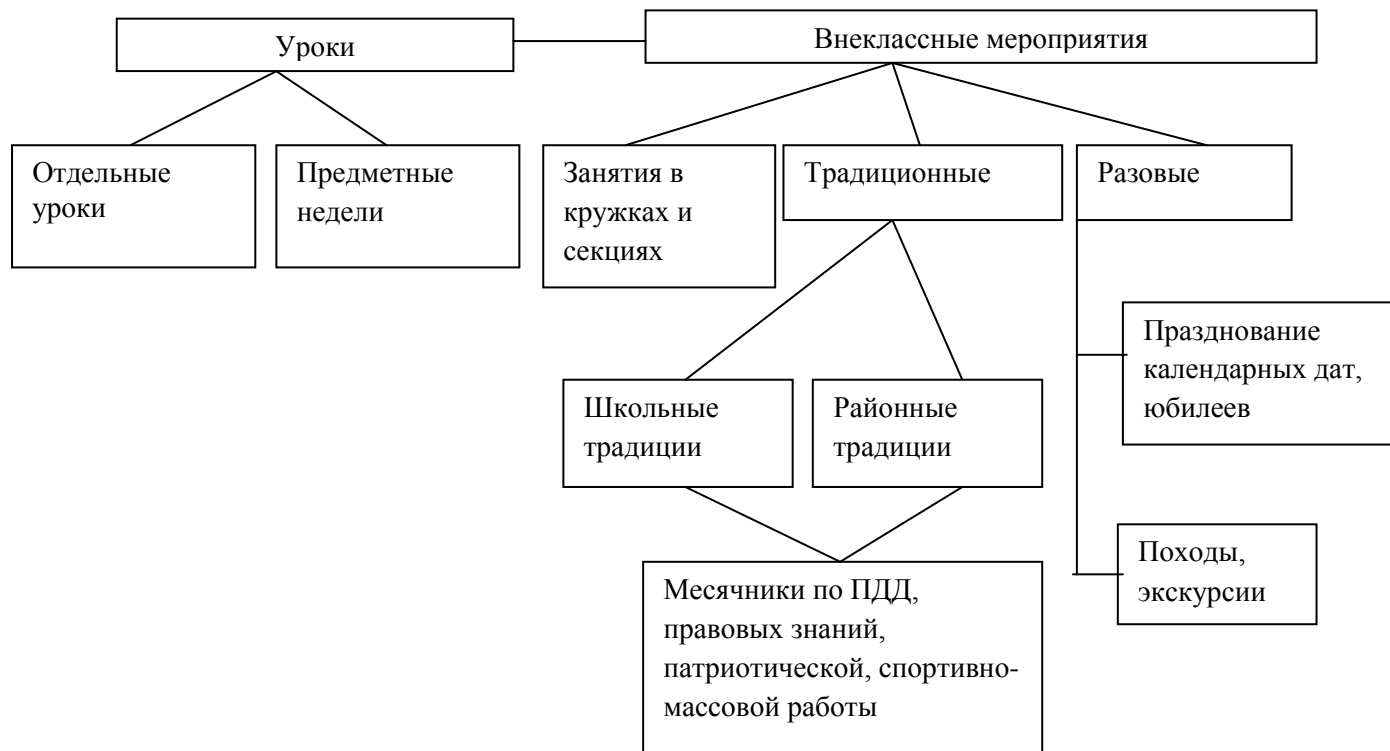 Уроки
Внеклассные мероприятия
Отдельные
уроки
Предметные
недели
Занятия в
кружках и
секциях
Традиционные
Разовые
Празднование
календарных дат,
юбилеев
Школьные
традиции
Районные
традиции
Походы,
экскурсии
Месячники по ПДД,
правовых знаний,
патриотической, спортивно-
массовой работы